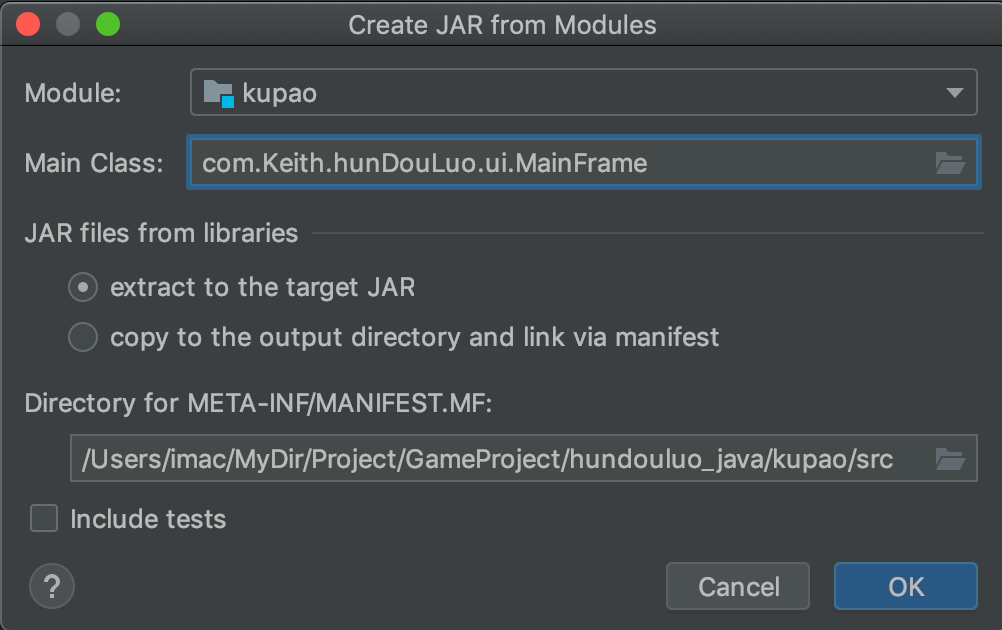 Create JAR from Modules
Module: kupao
Main Class: com.Keith.hunDouLuo.ui.MainFrame
JAR files from libraries
extract to the target JAR
copy to the output directory and link via manifest
Directory for META-INF/MANIFEST.MF:
/Users/imac/MyDir/Project/GameProject/hundouluo_java/kupao/src
Include tests
? Cancel OK